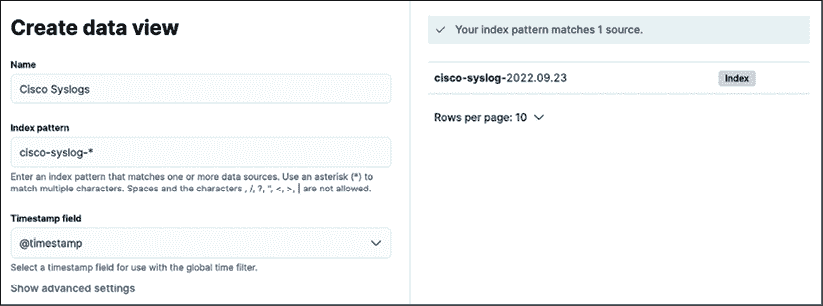 Create data view
Name
Cisco Syslogs
Index pattern
cisco-syslog-*
Enter an index pattern that matches one or more data sources. Use an asterisk (*) to
match multiple characters. Spaces and the characters , /, ?, ", <, >, | are not allowed.
Timestamp field
@timestamp
Select a timestamp field for use with the global time filter.
Show advanced settings
✓ Your index pattern matches 1 source.
cisco-syslog-2022.09.23 Index
Rows per page: 10